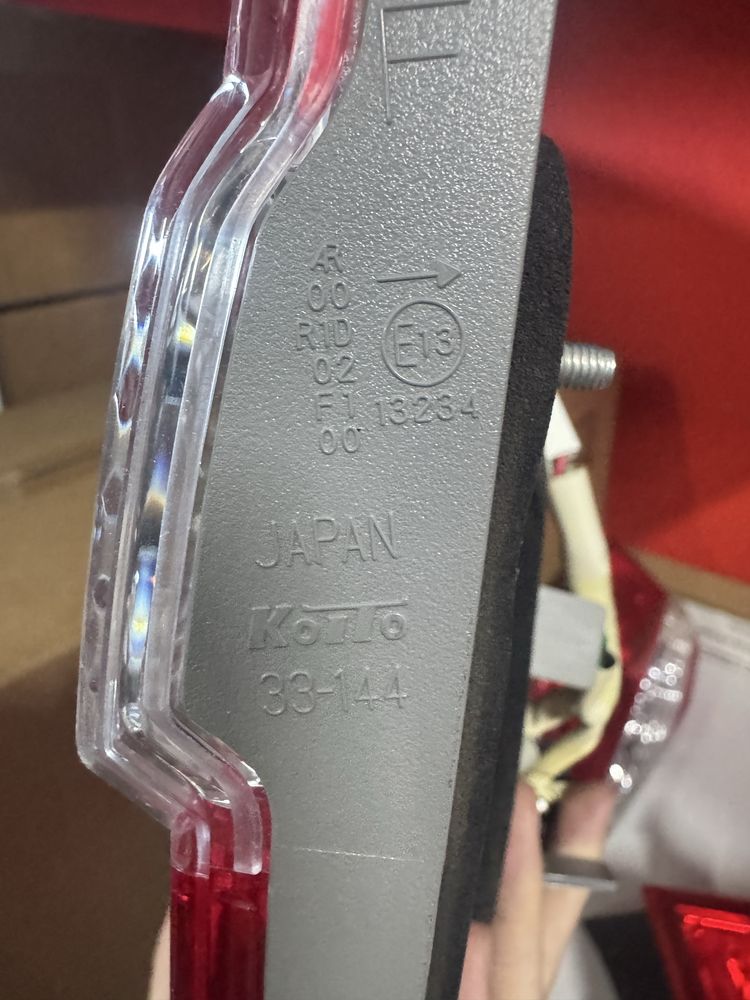 AR
00
R1D
02
F1
00
E13
13234
JAPAN
KOITO
33-144